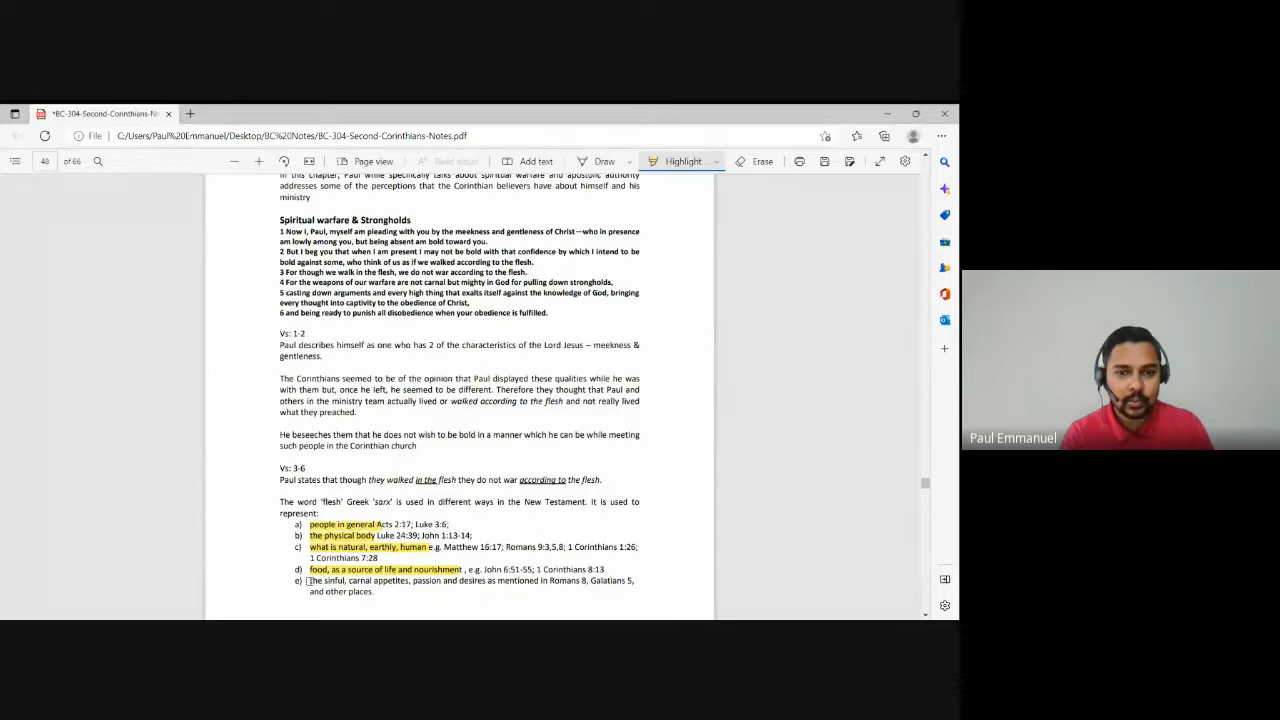 *BC-304-Second-Corinthians-No
File
C:/Users/Paul%20Emmanuel/Desktop/BC%20Notes/BC-304-Second-Corinthians-Notes.pdf
48 of 66
Page view
Read aloud
Add text
Draw
Highlight
Erase
In this chapter, Paul while specifically talks about spiritual warfare and apostolic authority
addresses some of the perceptions that the Corinthian believers have about himself and his
ministry
Spiritual warfare & Strongholds
1 Now I, Paul, myself am pleading with you by the meekness and gentleness of Christ—who in presence
am lowly among you, but being absent am bold toward you.
2 But I beg you that when I am present I may not be bold with that confidence by which I intend to be
bold against some, who think of us as if we walked according to the flesh.
3 For though we walk in the flesh, we do not war according to the flesh.
4 For the weapons of our warfare are not carnal but mighty in God for pulling down strongholds,
5 casting down arguments and every high thing that exalts itself against the knowledge of God, bringing
every thought into captivity to the obedience of Christ,
6 and being ready to punish all disobedience when your obedience is fulfilled.
Vs: 1-2
Paul describes himself as one who has 2 of the characteristics of the Lord Jesus – meekness &
gentleness.
The Corinthians seemed to be of the opinion that Paul displayed these qualities while he was
with them but, once he left, he seemed to be different. Therefore they thought that Paul and
others in the ministry team actually lived or walked according to the flesh and not really lived
what they preached.
He beseeches them that he does not wish to be bold in a manner which he can be while meeting
such people in the Corinthian church
Vs: 3-6
Paul states that though they walked in the flesh they do not war according to the flesh.
The word 'flesh' Greek 'sarx' is used in different ways in the New Testament. It is used to
represent:
a) people in general Acts 2:17; Luke 3:6;
b) the physical body Luke 24:39; John 1:13-14;
c) what is natural, earthly, human e.g. Matthew 16:17; Romans 9:3,5,8; 1 Corinthians 1:26;
1 Corinthians 7:28
d) food, as a source of life and nourishment , e.g. John 6:51-55; 1 Corinthians 8:13
e) the sinful, carnal appetites, passion and desires as mentioned in Romans 8, Galatians 5,
and other places.
Paul Emmanuel